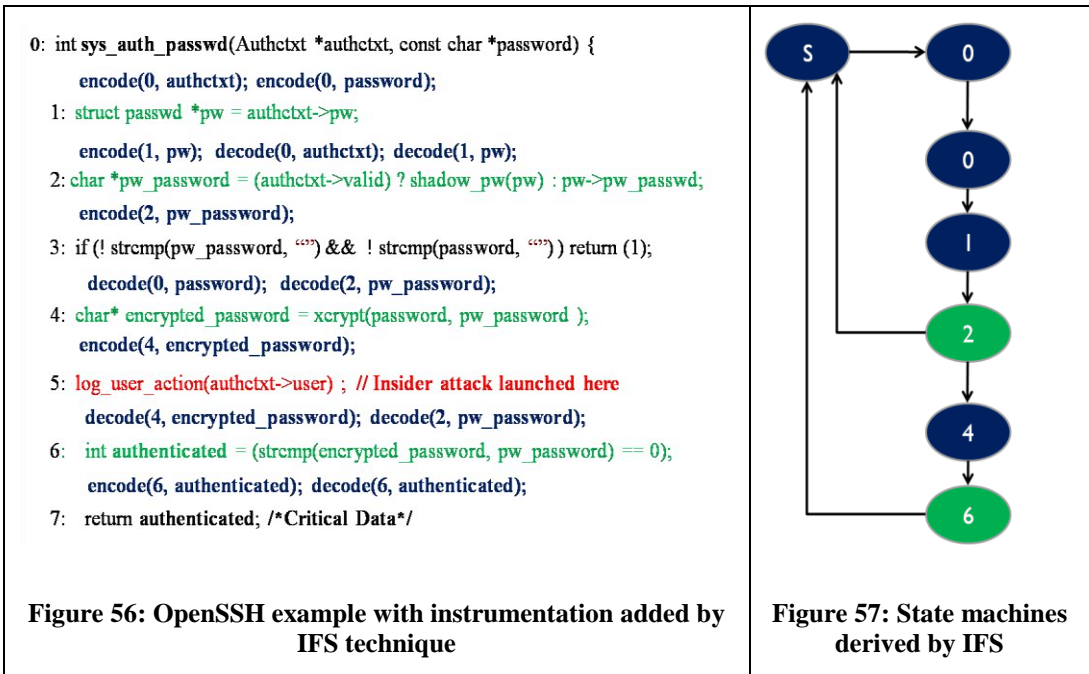 0: int sys_auth_passwd(Authctxt *authctxt, const char *password) {
encode(0, authctxt); encode(0, password);
1: struct passwd *pw = authctxt->pw;
encode(1, pw); decode(0, authctxt); decode(1, pw);
2: char *pw_password = (authctxt->valid) ? shadow_pw(pw) : pw->pw_passwd;
encode(2, pw_password);
3: if (! strcmp(pw_password, “”) && ! strcmp(password, “”) ) return (1);
decode(0, password); decode(2, pw_password);
4: char* encrypted_password = xcrypt(password, pw_password );
encode(4, encrypted_password);
5: log_user_action(authctxt->user) ; // Insider attack launched here
decode(4, encrypted_password); decode(2, pw_password);
6: int authenticated = (strcmp(encrypted_password, pw_password) == 0);
encode(6, authenticated); decode(6, authenticated);
7: return authenticated; /*Critical Data*/
Figure 56: OpenSSH example with instrumentation added by
IFS technique
S
0
0
1
2
4
6
Figure 57: State machines
derived by IFS